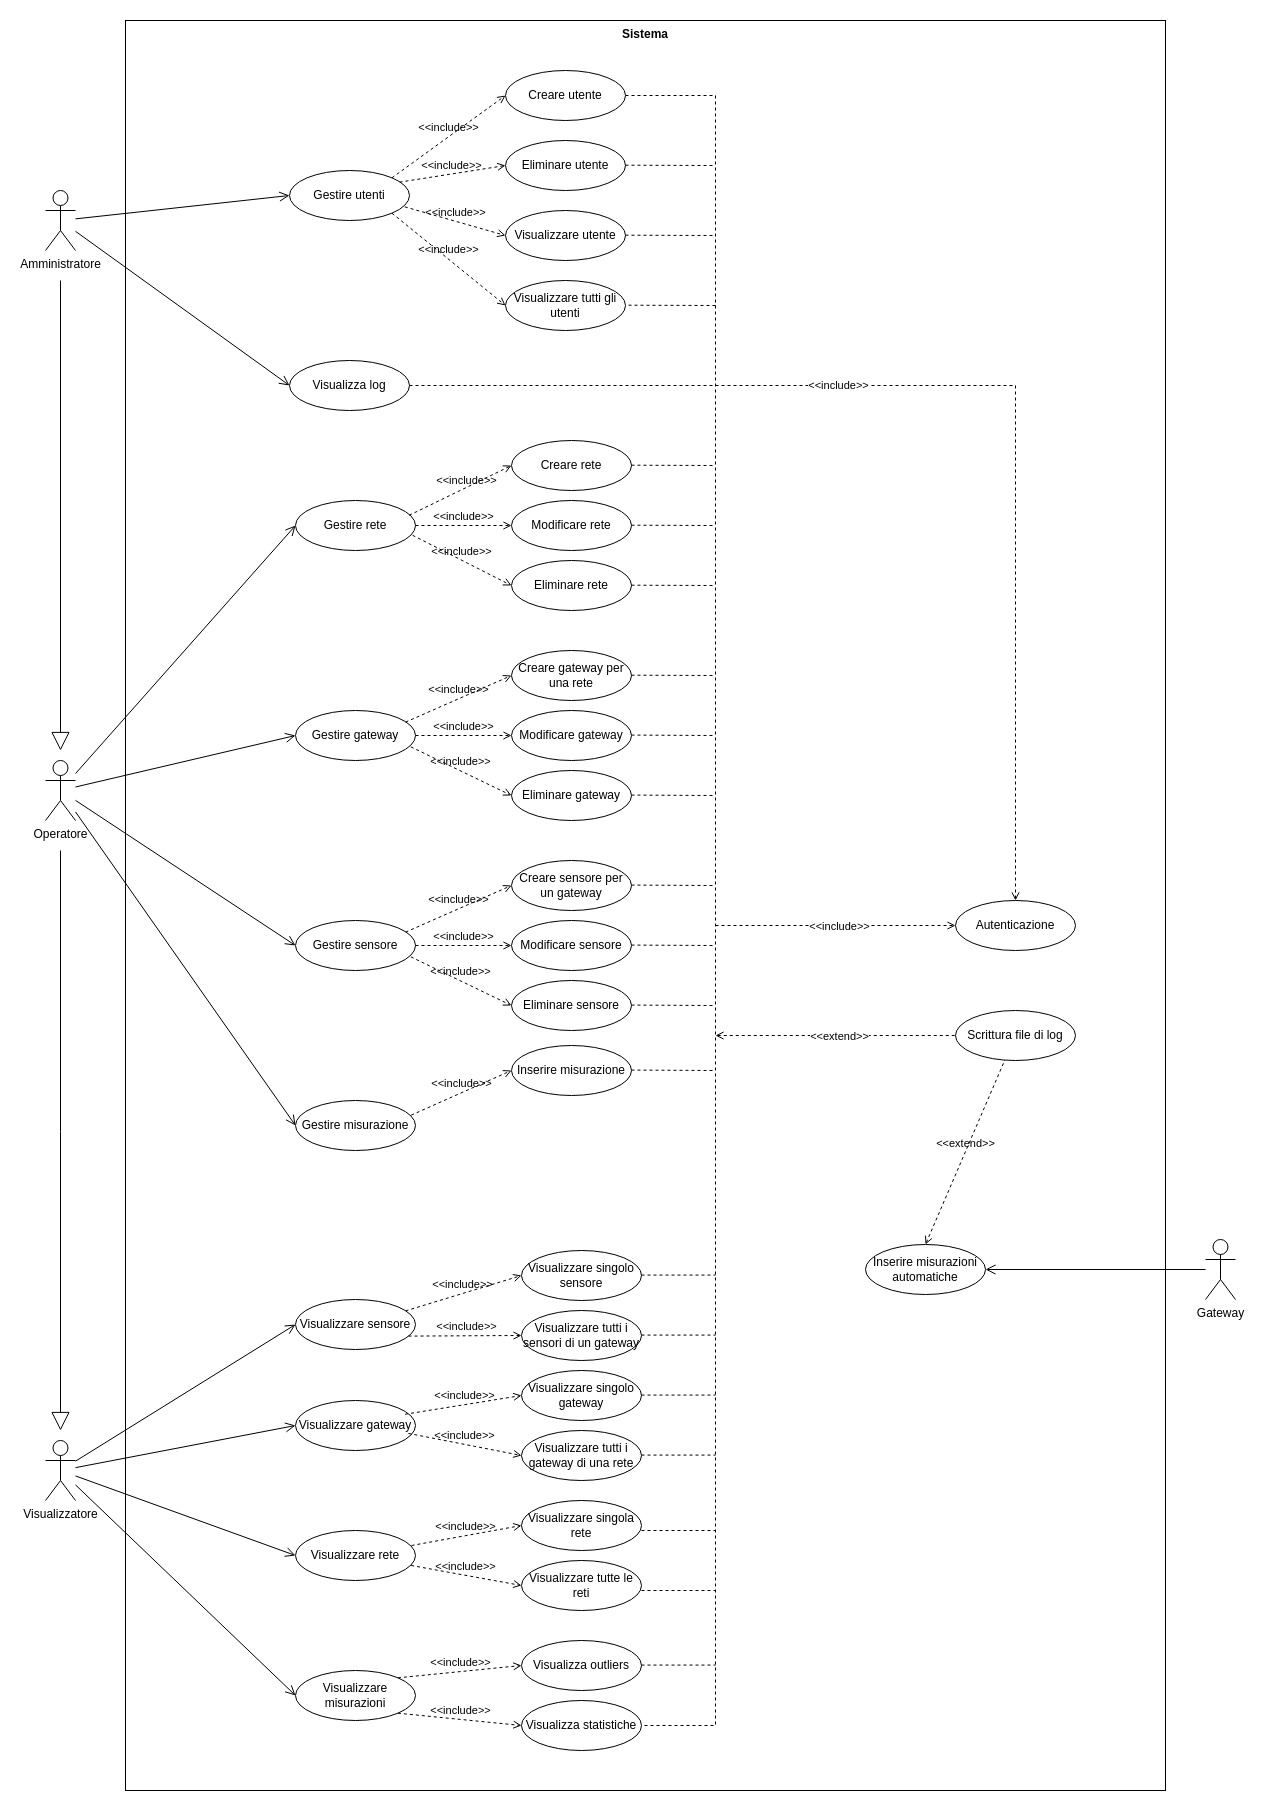 Sistema
Creare utente
<<include>>
<<include>>
Eliminare utente
Gestire utenti
<<include>>
Visualizzare utente
<<include>>
Amministratore
Visualizzare tutti gli
utenti
Visualizza log
<<include>>
Creare rete
<<include>>
Gestire rete
<<include>>
Modificare rete
<<include>>
Eliminare rete
Creare gateway per
una rete
<<include>>
Gestire gateway
<<include>>
Modificare gateway
<<include>>
Eliminare gateway
Operatore
Creare sensore per
un gateway
<<include>>
<<include>>
Autenticazione
Gestire sensore
<<include>>
Modificare sensore
<<include>>
Eliminare sensore
<<extend>>
Scrittura file di log
Inserire misurazione
<<include>>
Gestire misurazione
<<extend>>
Visualizzare singolo
sensore
<<include>>
Inserire misurazioni
automatiche
Gateway
Visualizzare sensore
<<include>>
Visualizzare tutti i
sensori di un gateway
Visualizzare singolo
gateway
<<include>>
Visualizzare gateway
<<include>>
Visualizzare tutti i
gateway di una rete
Visualizzatore
Visualizzare singola
rete
<<include>>
Visualizzare rete
<<include>>
Visualizzare tutte le
reti
<<include>>
Visualizza outliers
Visualizzare
misurazioni
<<include>>
Visualizza statistiche